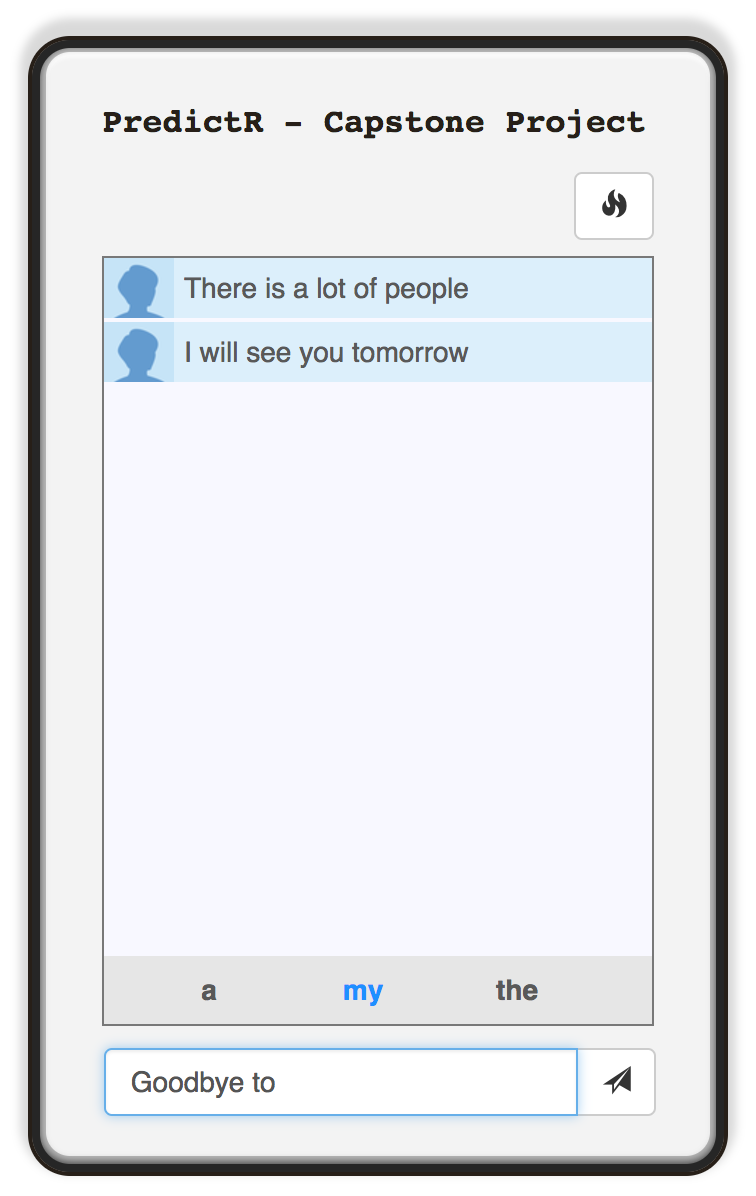 PredictR - Capstone Project
There is a lot of people
I will see you tomorrow
a my the
Goodbye to